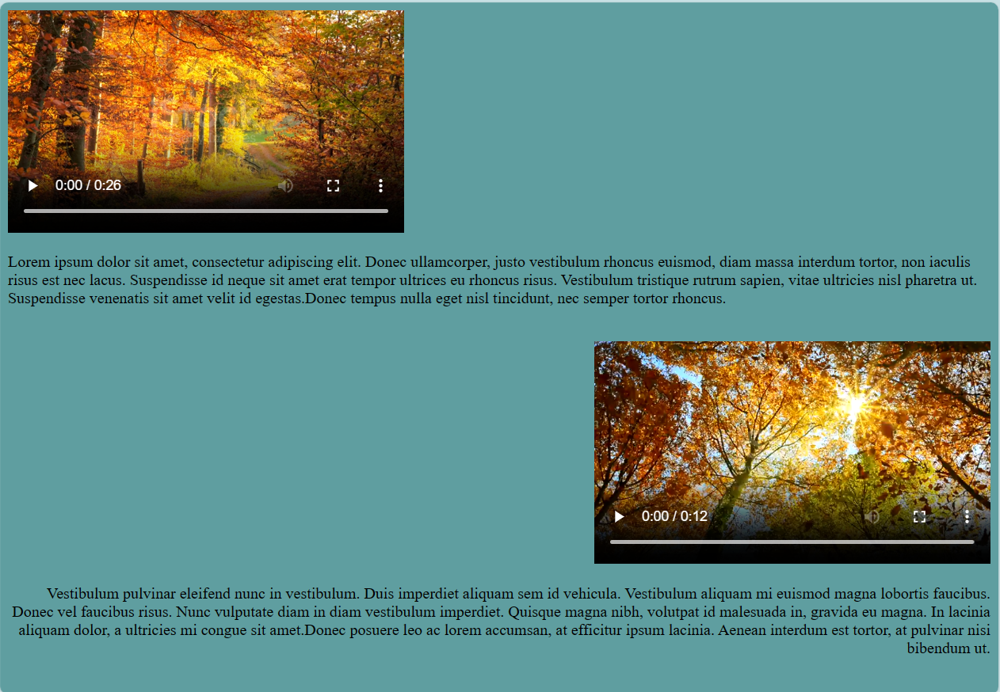 0:00 / 0:26
Lorem ipsum dolor sit amet, consectetur adipiscing elit. Donec ullamcorper, justo vestibulum rhoncus euismod, diam massa interdum tortor, non iaculis
risus est nec lacus. Suspendisse id neque sit amet erat tempor ultrices eu rhoncus risus. Vestibulum tristique rutrum sapien, vitae ultricies nisl pharetra ut.
Suspendisse venenatis sit amet velit id egestas.Donec tempus nulla eget nisl tincidunt, nec semper tortor rhoncus.
0:00 / 0:12
Vestibulum pulvinar eleifend nunc in vestibulum. Duis imperdiet aliquam sem id vehicula. Vestibulum aliquam mi euismod magna lobortis faucibus.
Donec vel faucibus risus. Nunc vulputate diam in diam vestibulum imperdiet. Quisque magna nibh, volutpat id malesuada in, gravida eu magna. In lacinia
aliquam dolor, a ultricies mi congue sit amet.Donec posuere leo ac lorem accumsan, at efficitur ipsum lacinia. Aenean interdum est tortor, at pulvinar nisi
bibendum ut.